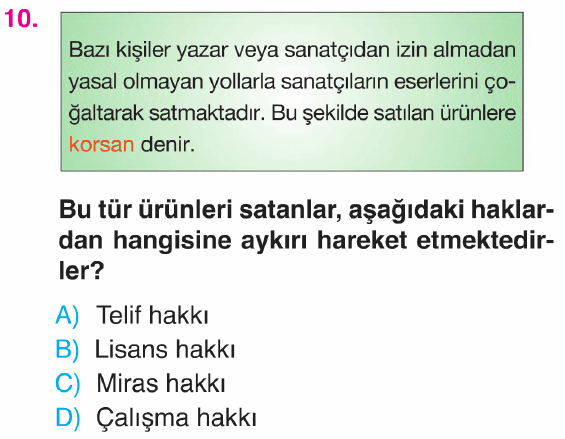 10.
Bazı kişiler yazar veya sanatçıdan izin almadan
yasal olmayan yollarla sanatçıların eserlerini ço-
ğaltarak satmaktadır. Bu şekilde satılan ürünlere
korsan denir.
Bu tür ürünleri satanlar, aşağıdaki haklar-
dan hangisine aykırı hareket etmektedir-
ler?
A) Telif hakkı
B) Lisans hakkı
C) Miras hakkı
D) Çalışma hakkı